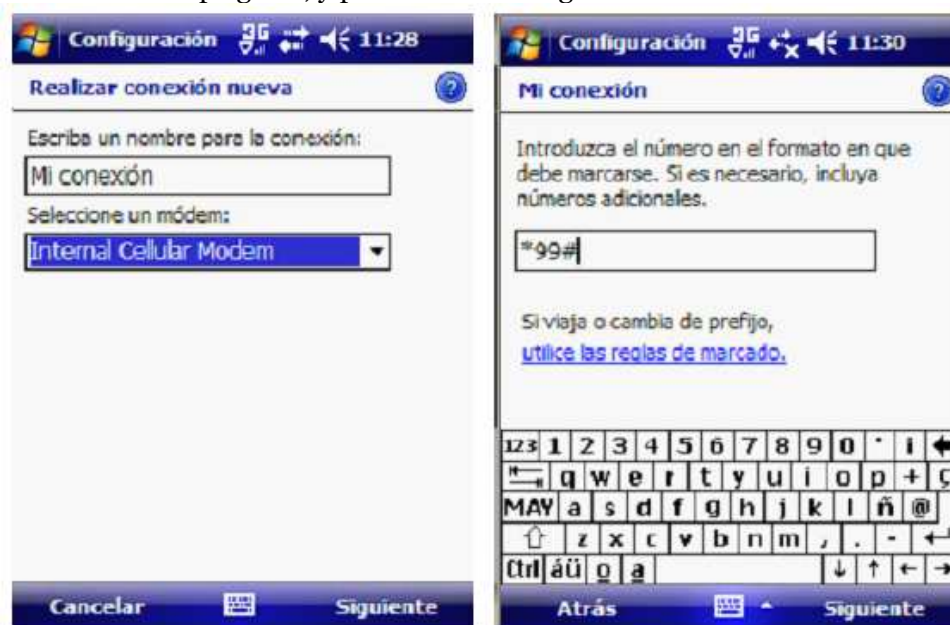 Configuración 3G 11:28
Realizar conexión nueva ?
Escriba un nombre para la conexión:
Mi conexión
Seleccione un módem:
Internal Cellular Modem
Cancelar Siguiente
Configuración 3G 11:30
Mi conexión ?
Introduzca el número en el formato en que
debe marcarse. Si es necesario, incluya
números adicionales.
*99#
Si viaja o cambia de prefijo,
utilice las reglas de marcado.
123 1 2 3 4 5 6 7 8 9 0 ' ¡
q w e r t y u i o p + ç
MAY a s d f g h j k l ñ @
z x c v b n m , . -
Ctrl áü º ª ↓ ↑ ← →
Atrás Siguiente